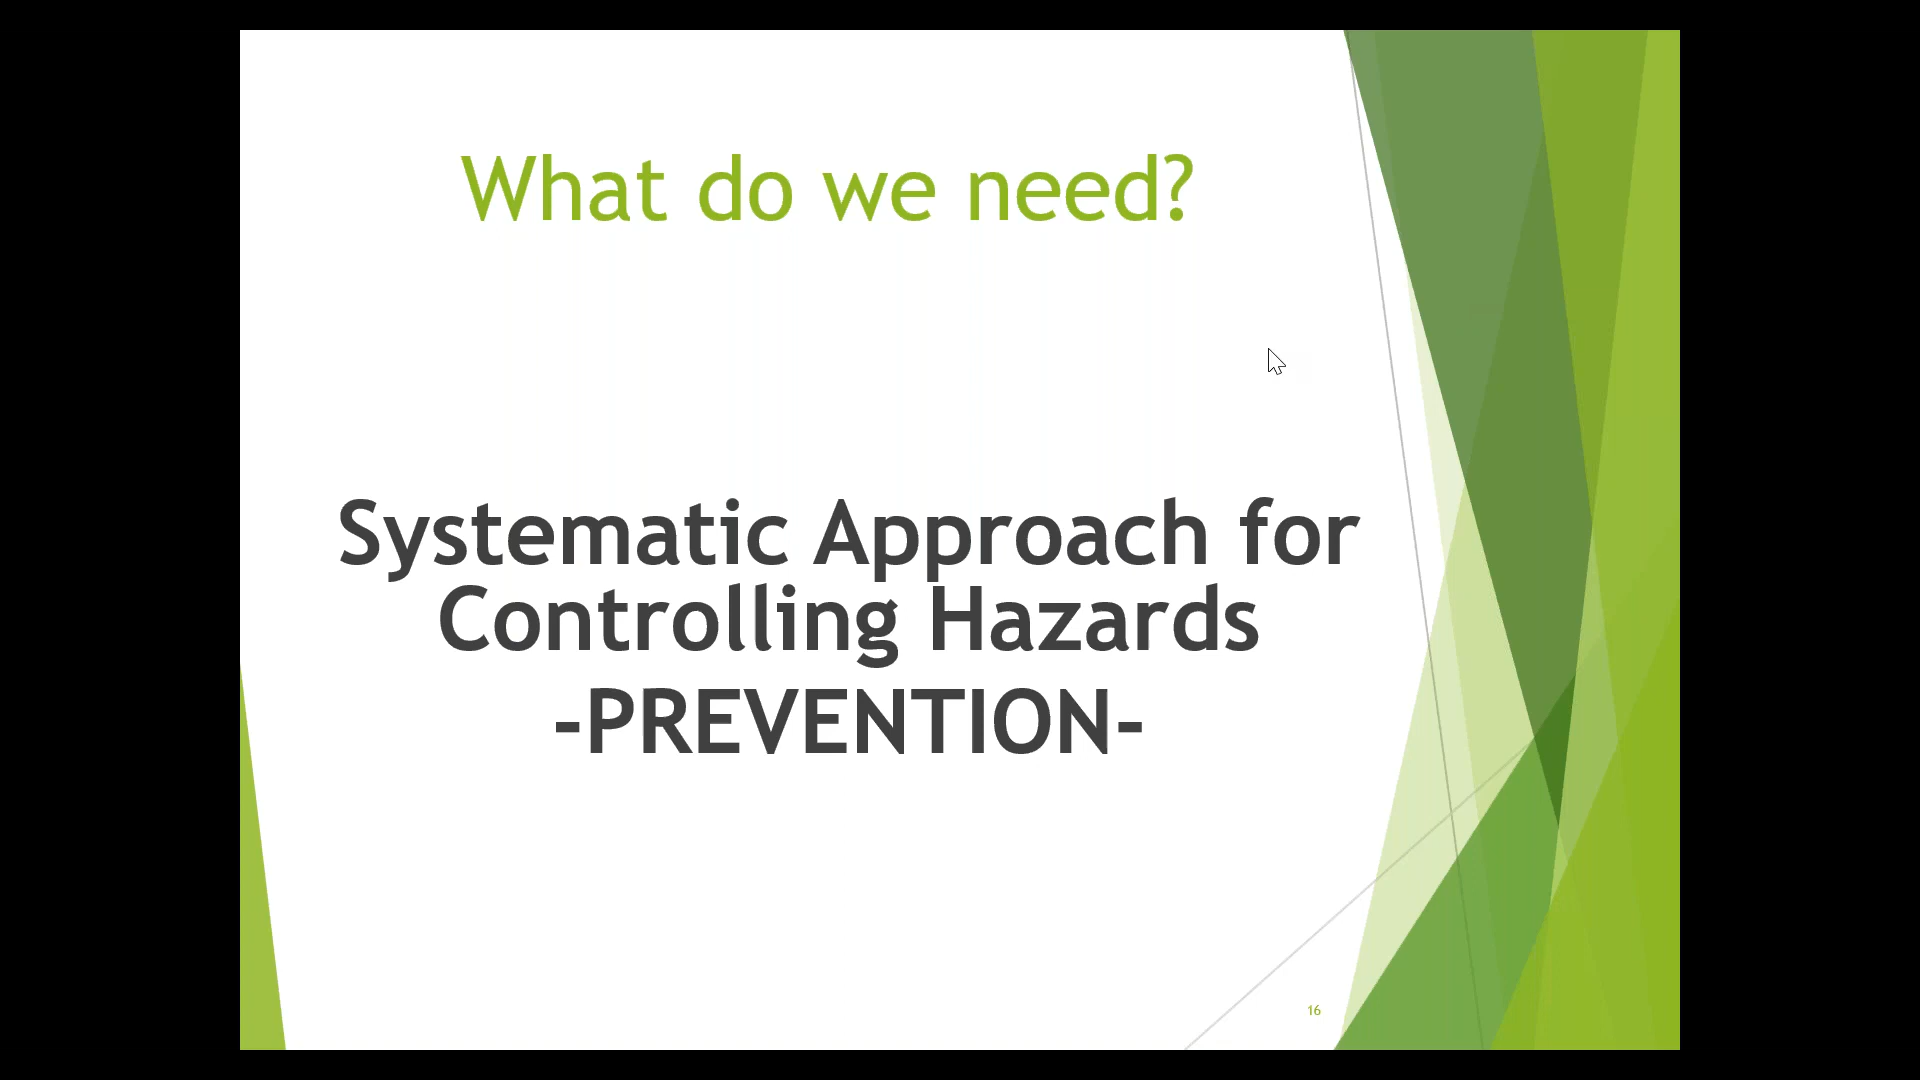 What do we need?
Systematic Approach for
Controlling Hazards
-PREVENTION-
16